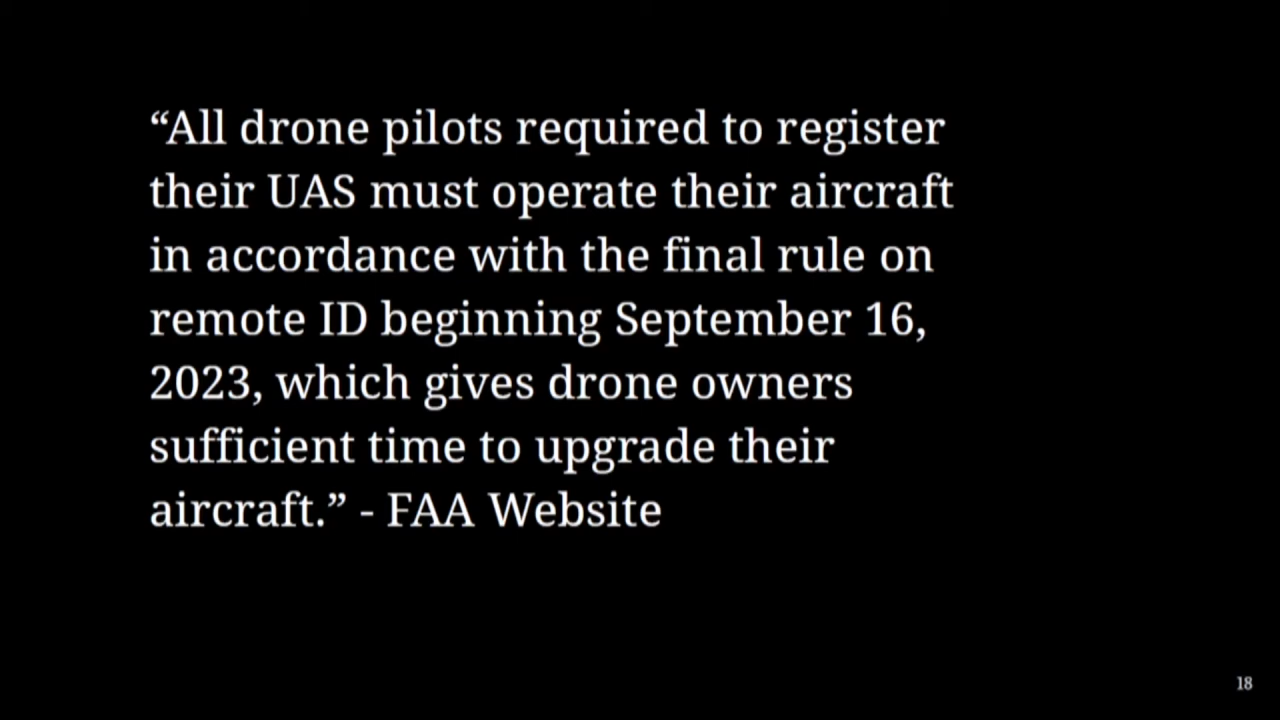 “All drone pilots required to register
their UAS must operate their aircraft
in accordance with the final rule on
remote ID beginning September 16,
2023, which gives drone owners
sufficient time to upgrade their
aircraft.” - FAA Website
18